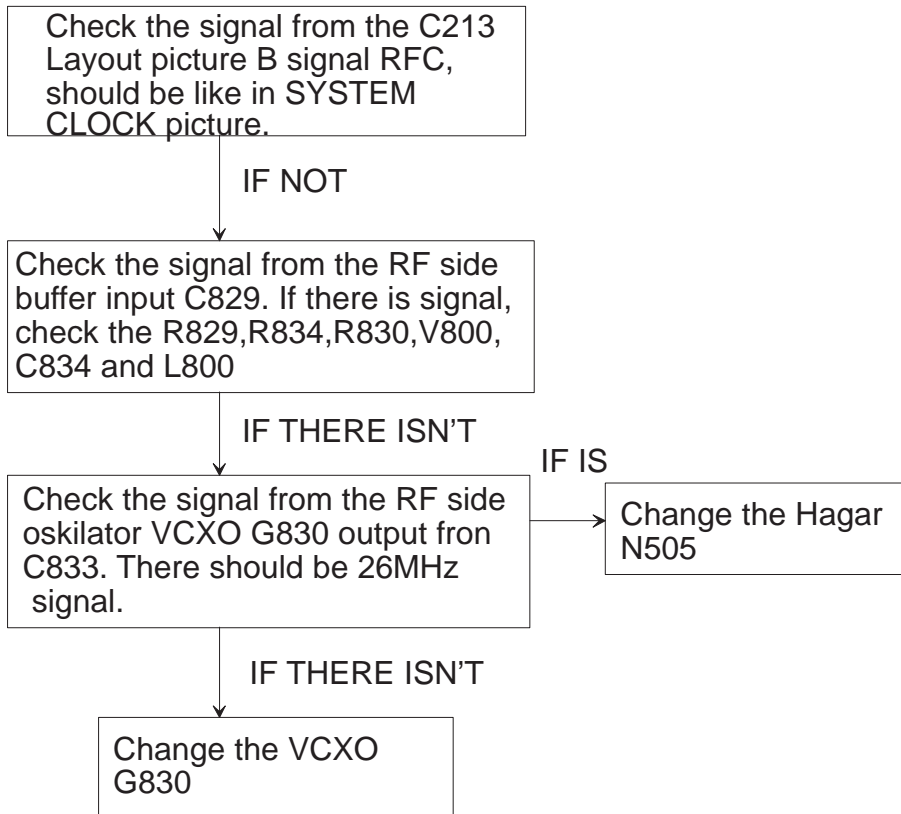 Check the signal from the C213
Layout picture B signal RFC,
should be like in SYSTEM
CLOCK picture.
IF NOT
Check the signal from the RF side
buffer input C829. If there is signal,
check the R829,R834,R830,V800,
C834 and L800
IF THERE ISN'T
IF IS
Check the signal from the RF side
oskilator VCXO G830 output fron
C833. There should be 26MHz
signal.
Change the Hagar
N505
IF THERE ISN'T
Change the VCXO
G830